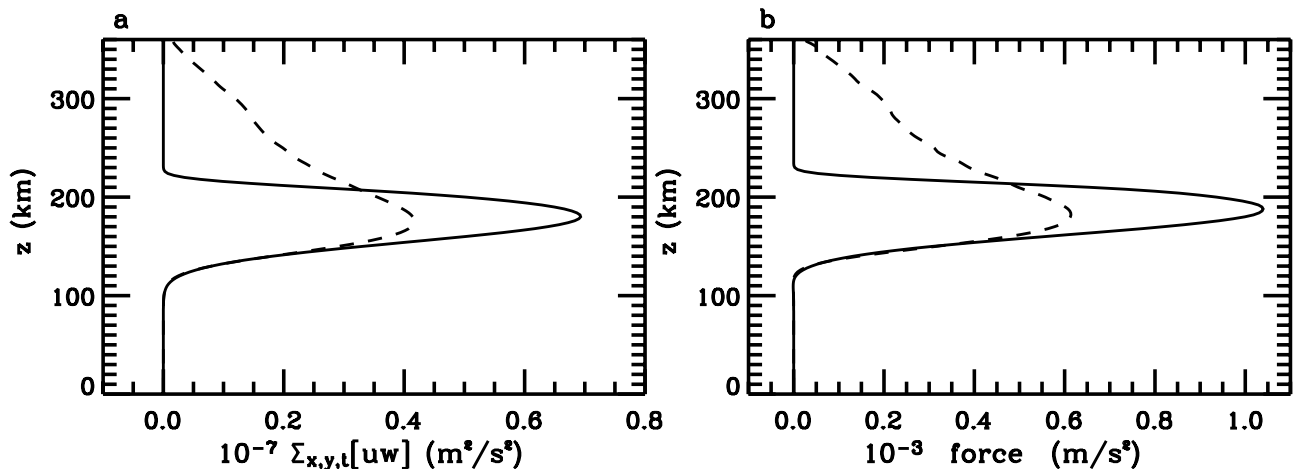 a
300
200
100
0
z (km)
0.0 0.2 0.4 0.6 0.8
10⁻⁷ Σx,y,t[uw] (m²/s²)
b
300
200
100
0
z (km)
0.0 0.2 0.4 0.6 0.8 1.0
10⁻³ force (m/s²)